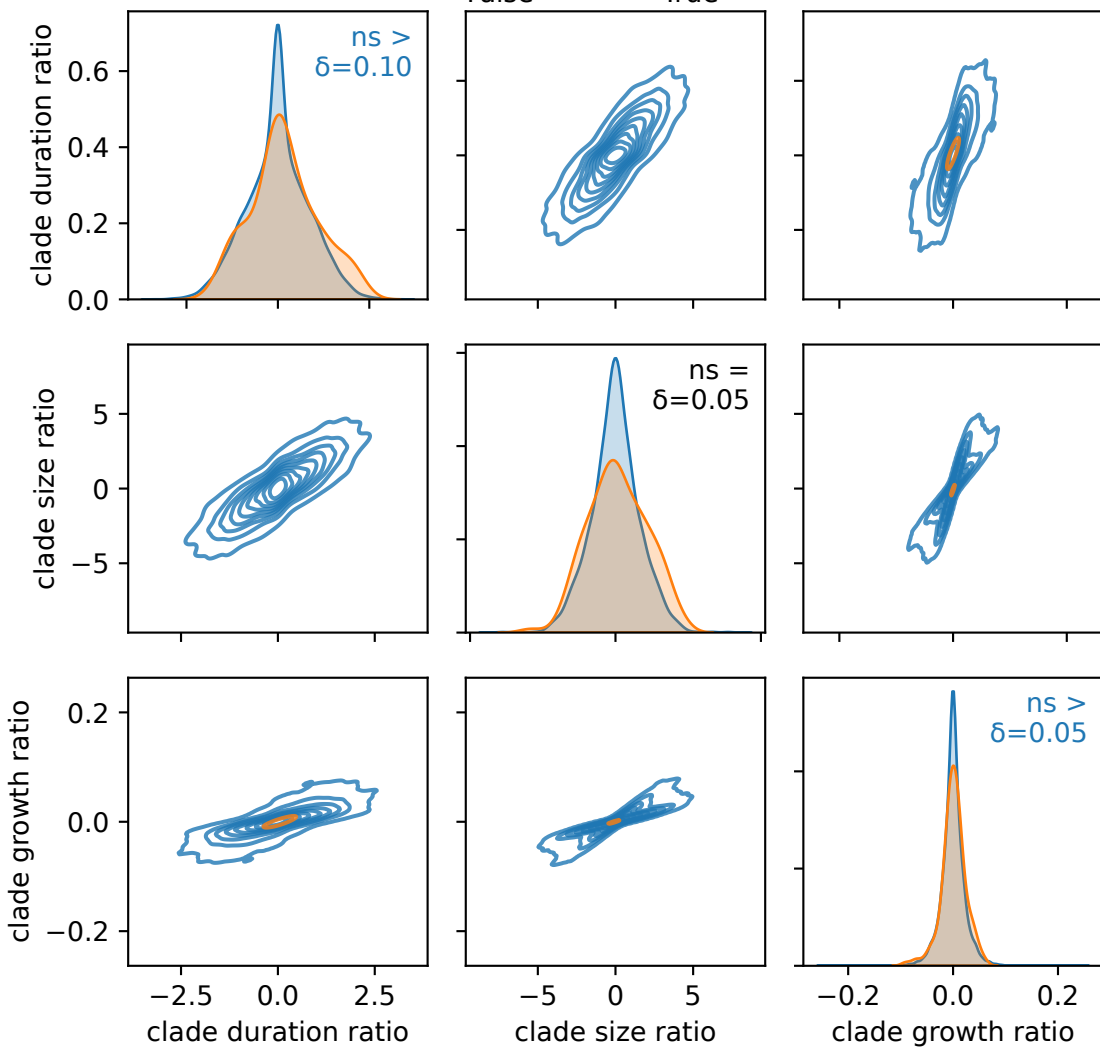 clade duration ratio
0.6
0.4
0.2
0.0
ns >
δ=0.10
clade size ratio
5
0
−5
ns =
δ=0.05
clade growth ratio
0.2
0.0
−0.2
ns >
δ=0.05
−2.5 0.0 2.5
−5 0 5
−0.2 0.0 0.2
clade duration ratio
clade size ratio
clade growth ratio